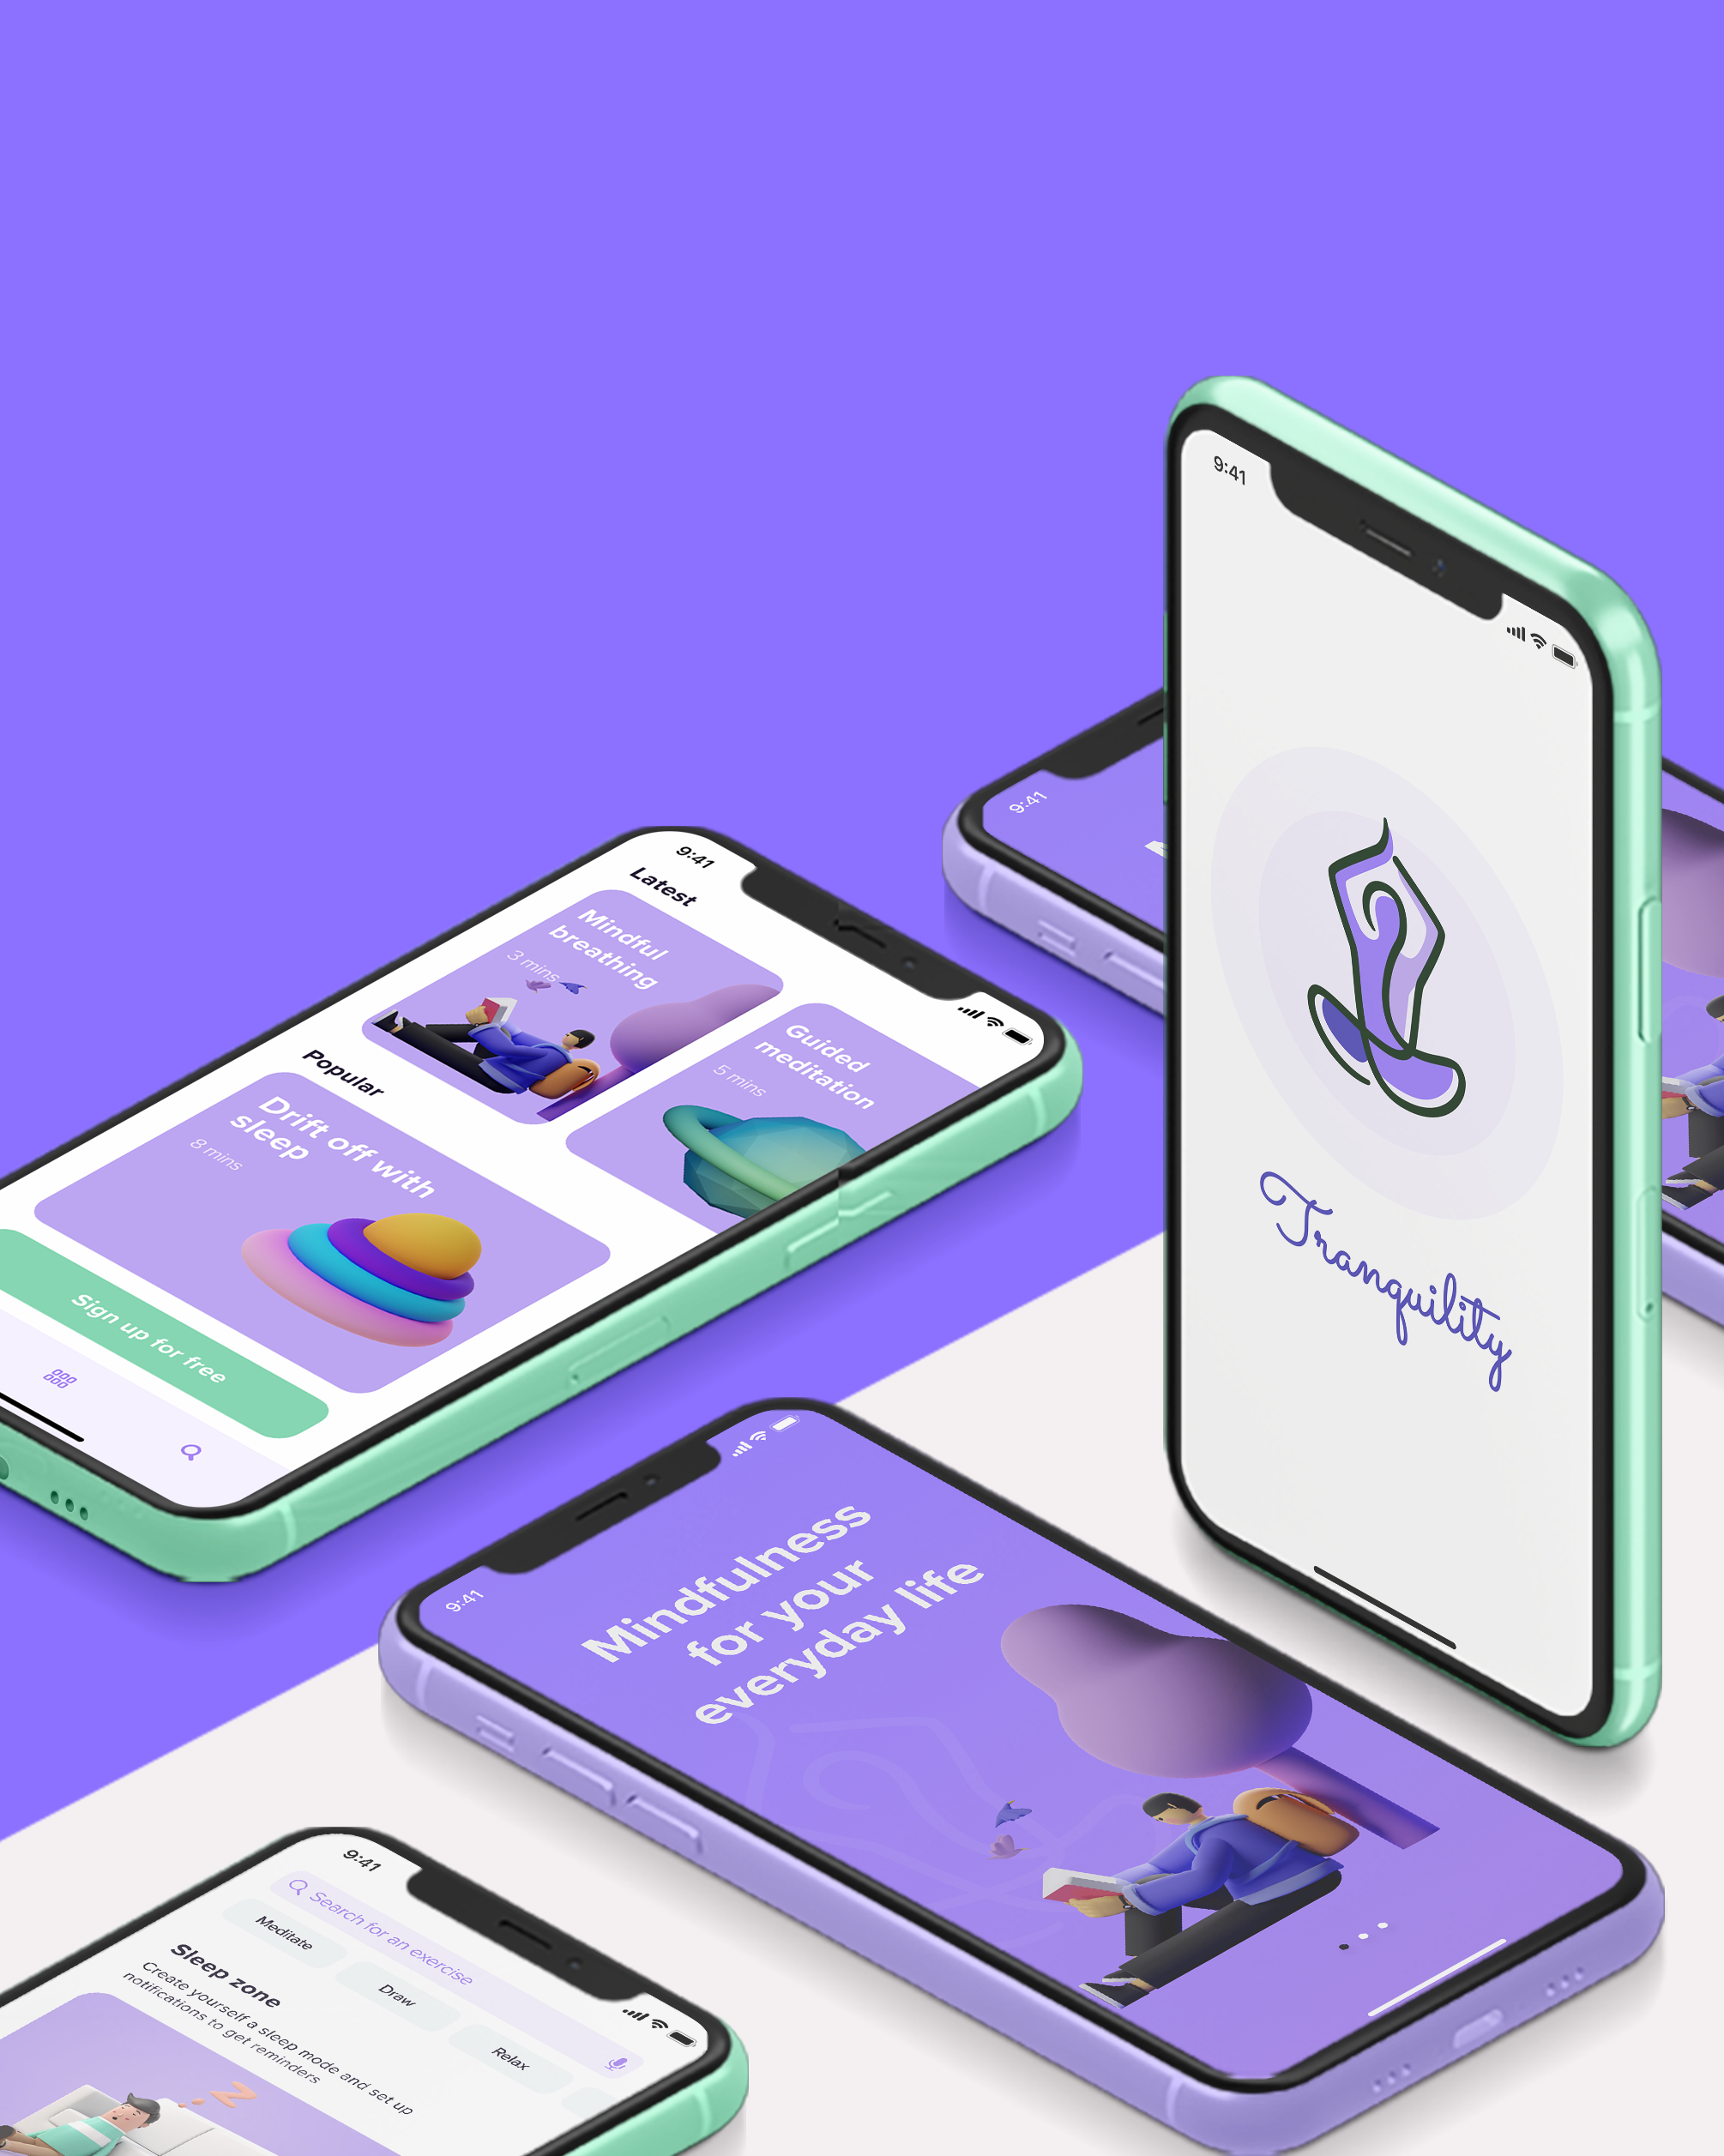 9:41
Tranquility
9:41
9:41
Latest
Mindful
breathing
3 mins
Guided
meditation
5 mins
Popular
Drift off with
sleep
8 mins
Sign up for free
9:41
Mindfulness
for your
everyday life
9:41
Search for an exercise
Meditate
Draw
Relax
Sleep zone
Create yourself a sleep mode and set up
notifications to get reminders
Z